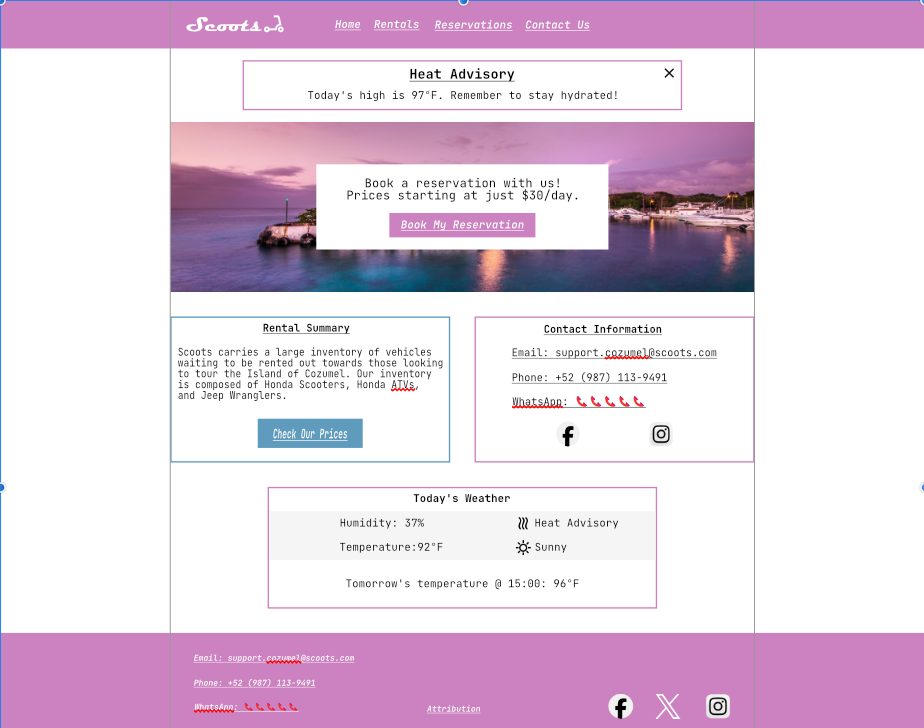 Scoots
Home Rentals Reservations Contact Us
Heat Advisory
Today's high is 97°F. Remember to stay hydrated!
Book a reservation with us!
Prices starting at just $30/day.
Book My Reservation
Rental Summary
Scoots carries a large inventory of vehicles
waiting to be rented out towards those looking
to tour the Island of Cozumel. Our inventory
is composed of Honda Scooters, Honda ATVs,
and Jeep Wranglers.
Check Our Prices
Contact Information
Email: support.cozumel@scoots.com
Phone: +52 (987) 113-9491
WhatsApp: 📞📞📞📞📞
Today's Weather
Humidity: 37% Heat Advisory
Temperature:92°F Sunny
Tomorrow's temperature @ 15:00: 96°F
Email: support.cozumel@scoots.com
Phone: +52 (987) 113-9491
WhatsApp: 📞📞📞📞📞
Attribution